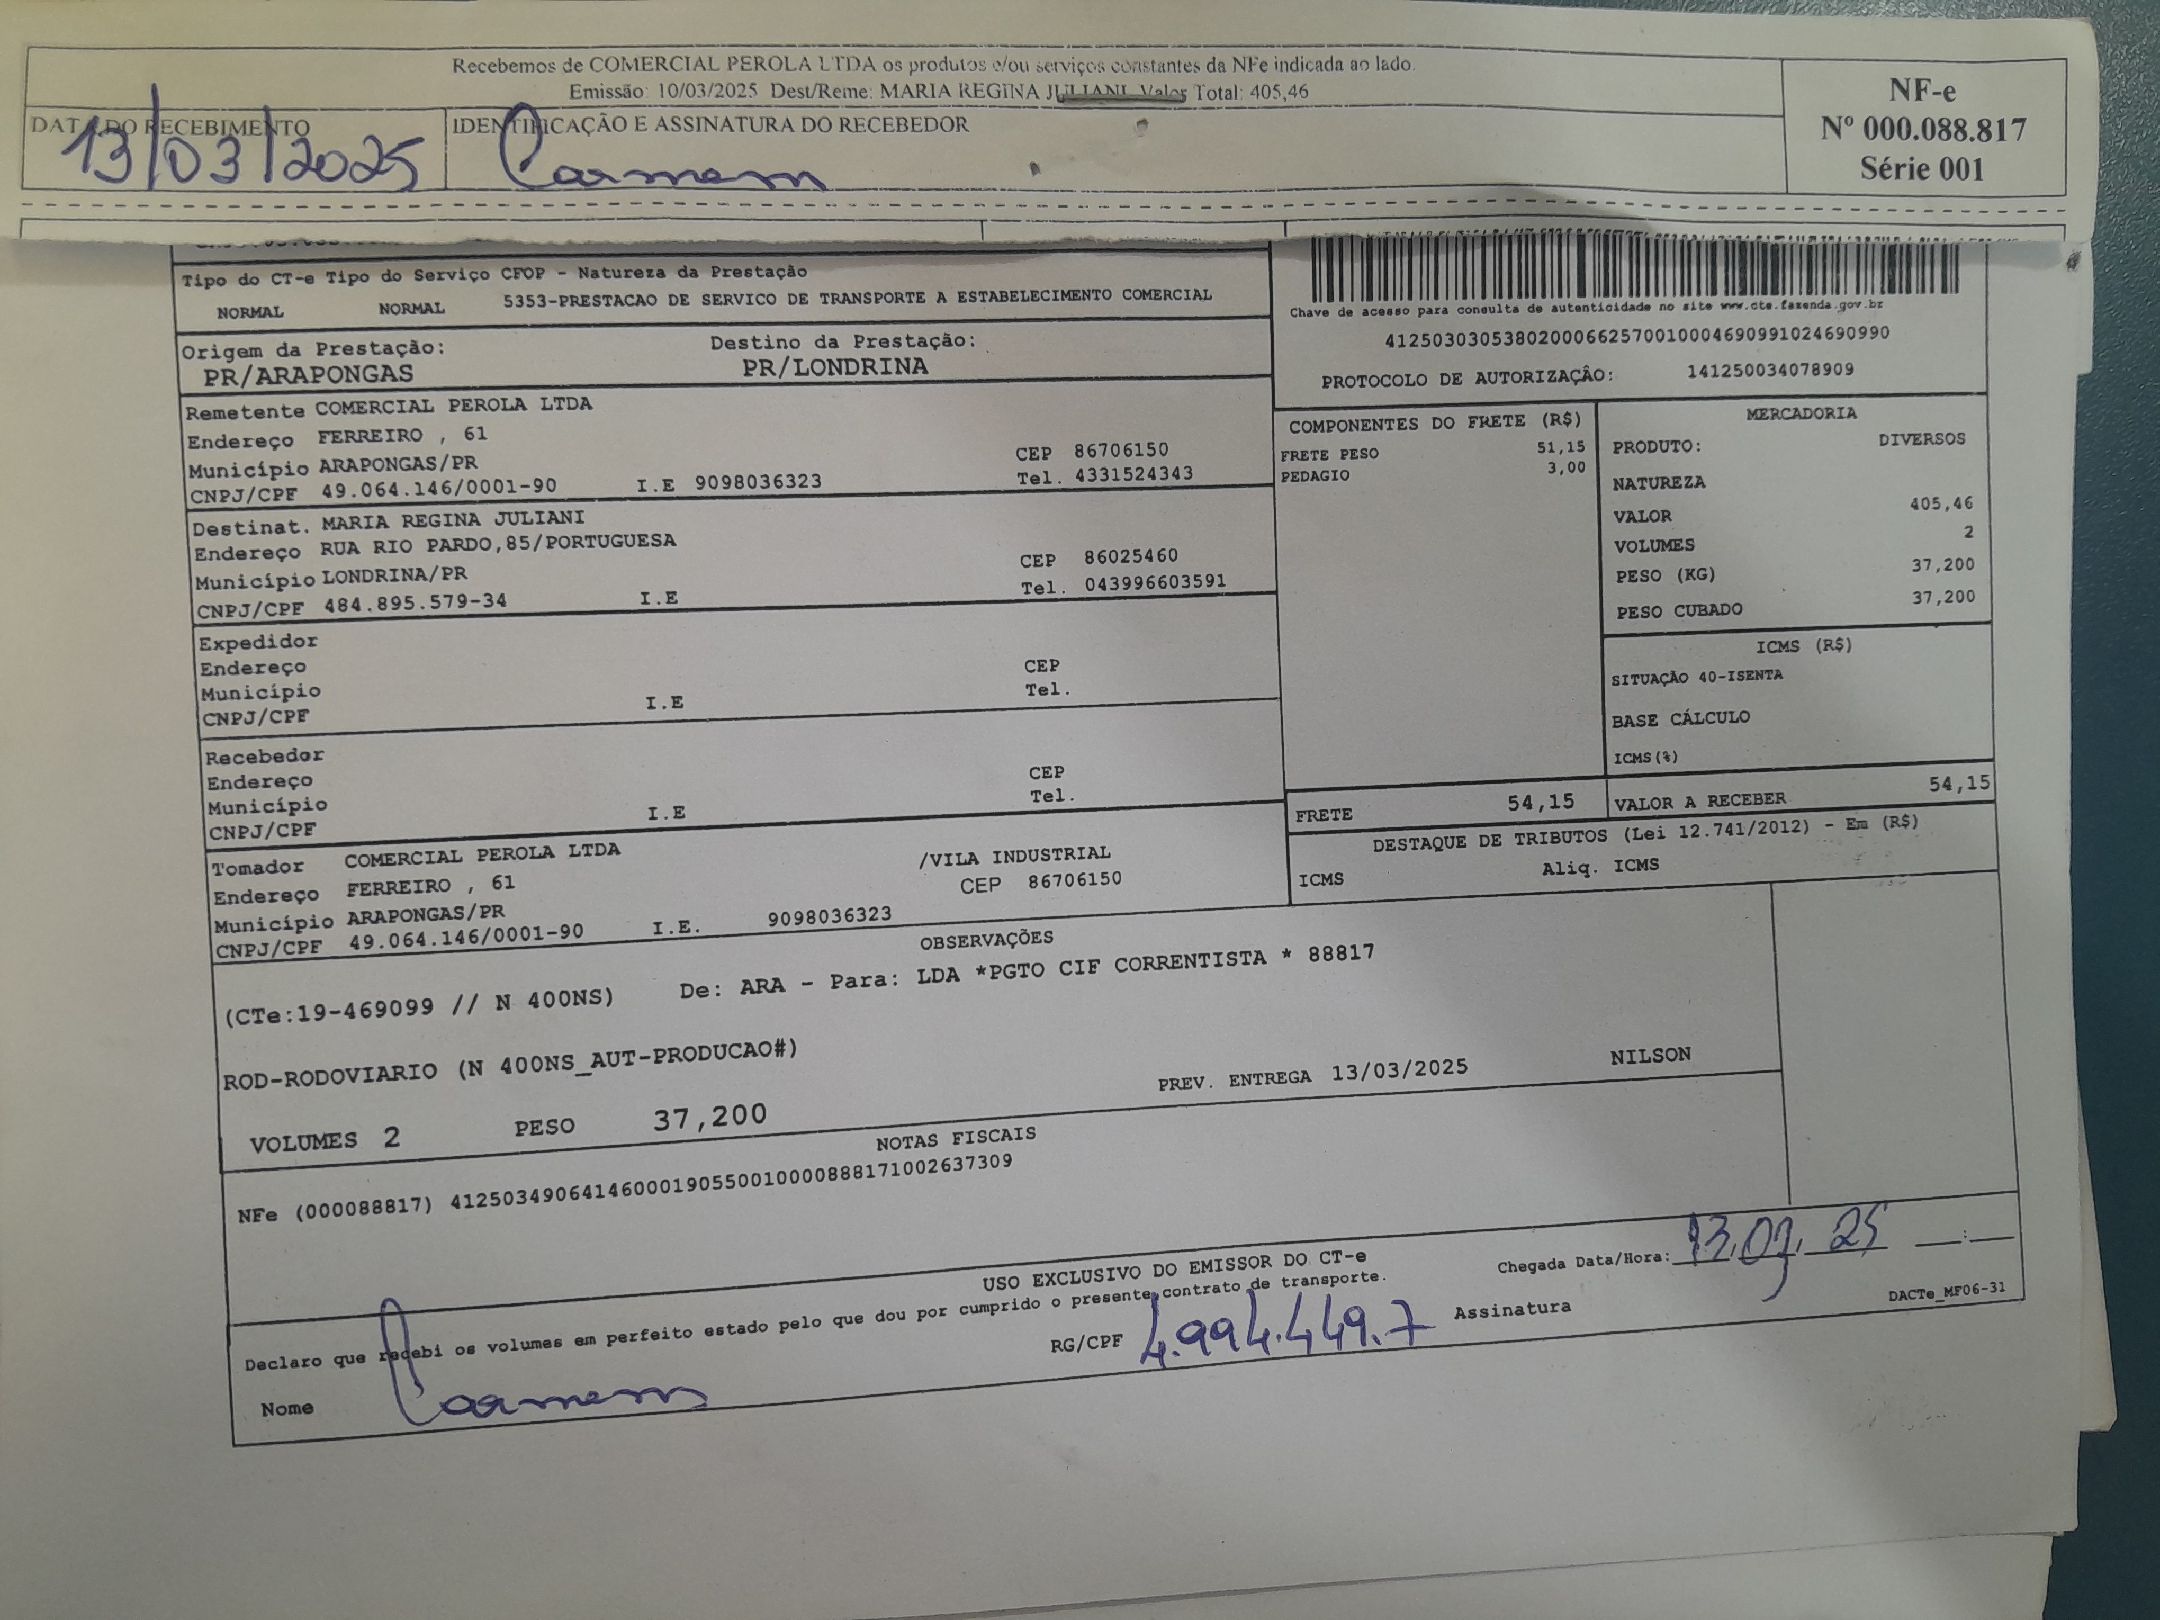 Recebemos de COMERCIAL PEROLA LTDA os produtos e/ou serviços constantes da NFe indicada ao lado.
Emissão: 10/03/2025 Dest/Reme: MARIA REGINA JULIANI Valor Total: 405,46
NF-e
Nº 000.088.817
Série 001
DATA DO RECEBIMENTO
13/03/2025
IDENTIFICAÇÃO E ASSINATURA DO RECEBEDOR
Carmem
Tipo do CT-e Tipo do Serviço CFOP - Natureza da Prestação
NORMAL NORMAL 5353-PRESTACAO DE SERVICO DE TRANSPORTE A ESTABELECIMENTO COMERCIAL
Chave de acesso para consulta de autenticidade no site www.cte.fazenda.gov.br
41250303053802000662570010004690991024690990
PROTOCOLO DE AUTORIZAÇÃO: 141250034078909
Origem da Prestação: Destino da Prestação:
PR/ARAPONGAS PR/LONDRINA
Remetente COMERCIAL PEROLA LTDA
Endereço FERREIRO , 61
Município ARAPONGAS/PR CEP 86706150
CNPJ/CPF 49.064.146/0001-90 I.E 9098036323 Tel. 4331524343
Destinat. MARIA REGINA JULIANI
Endereço RUA RIO PARDO,85/PORTUGUESA
Município LONDRINA/PR CEP 86025460
CNPJ/CPF 484.895.579-34 I.E Tel. 043996603591
Expedidor
Endereço
Município CEP
CNPJ/CPF I.E Tel.
Recebedor
Endereço
Município CEP
CNPJ/CPF I.E Tel.
Tomador COMERCIAL PEROLA LTDA /VILA INDUSTRIAL
Endereço FERREIRO , 61 CEP 86706150
Município ARAPONGAS/PR
CNPJ/CPF 49.064.146/0001-90 I.E. 9098036323
COMPONENTES DO FRETE (R$)
FRETE PESO 51,15
PEDAGIO 3,00
MERCADORIA
PRODUTO: DIVERSOS
NATUREZA
VALOR 405,46
VOLUMES 2
PESO (KG) 37,200
PESO CUBADO 37,200
ICMS (R$)
SITUAÇÃO 40-ISENTA
BASE CÁLCULO
ICMS(%)
FRETE 54,15 VALOR A RECEBER 54,15
DESTAQUE DE TRIBUTOS (Lei 12.741/2012) - Em (R$)
ICMS Aliq. ICMS
OBSERVAÇÕES
(CTe:19-469099 // N 400NS) De: ARA - Para: LDA *PGTO CIF CORRENTISTA * 88817
ROD-RODOVIARIO (N 400NS_AUT-PRODUCAO#)
PREV. ENTREGA 13/03/2025 NILSON
VOLUMES 2 PESO 37,200
NOTAS FISCAIS
NFe (000088817) 41250349064146000190550010000888171002637309
USO EXCLUSIVO DO EMISSOR DO CT-e
Chegada Data/Hora: 13.03.25 __:__
Declaro que recebi os volumes em perfeito estado pelo que dou por cumprido o presente contrato de transporte.
DACTe_MF06-31
Nome Carmem RG/CPF 4.994.449.7 Assinatura